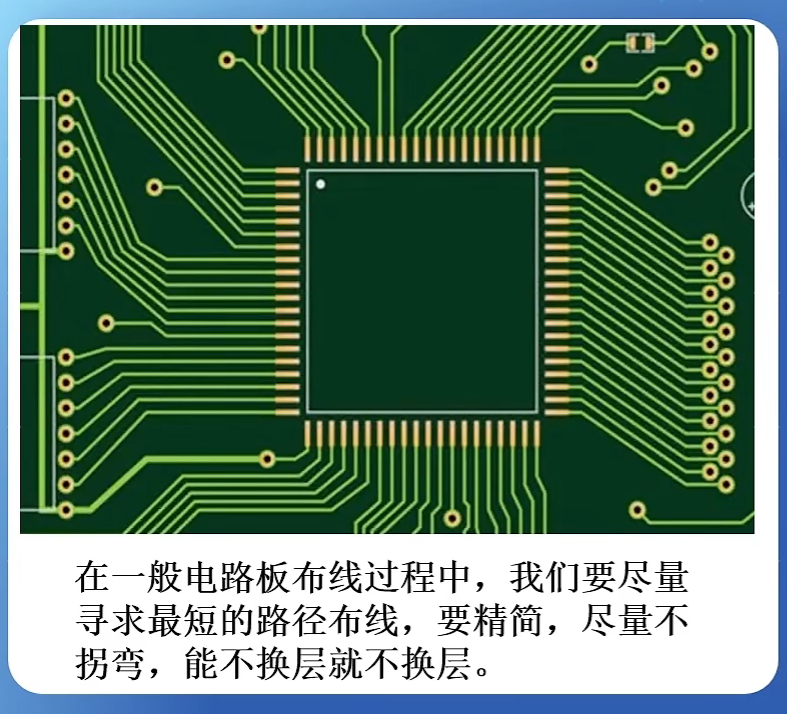 在一般电路板布线过程中，我们要尽量
寻求最短的路径布线，要精简，尽量不
拐弯，能不换层就不换层。